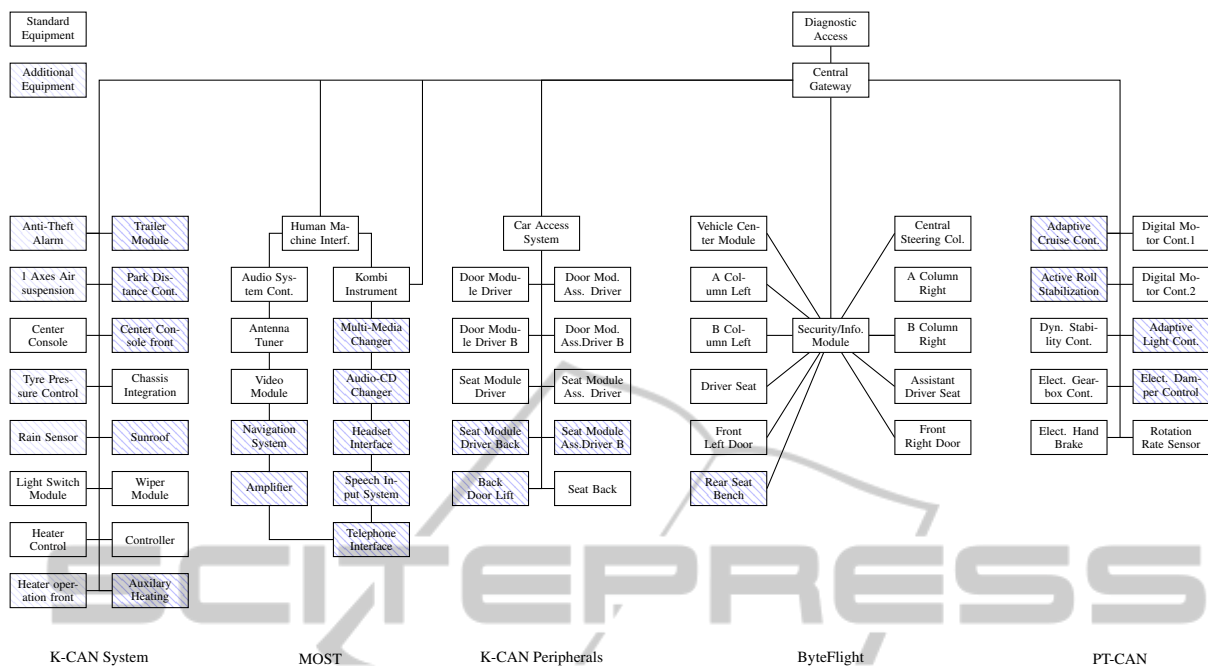 Standard
Equipment
Diagnostic
Access
Additional
Equipment
Central
Gateway
Anti-Theft
Alarm
Trailer
Module
Human Ma-
chine Interf.
Car Access
System
Vehicle Cen-
ter Module
Central
Steering Col.
Adaptive
Cruise Cont.
Digital Mo-
tor Cont.1
1 Axes Air
suspension
Park Dis-
tance Cont.
Audio Sys-
tem Cont.
Kombi
Instrument
Door Modu-
le Driver
Door Mod.
Ass. Driver
A Col-
umn Left
A Column
Right
Active Roll
Stabilization
Digital Mo-
tor Cont.2
Center
Console
Center Con-
sole front
Antenna
Tuner
Multi-Media
Changer
Door Modu-
le Driver B
Door Mod.
Ass.Driver B
B Col-
umn Left
Security/Info.
Module
B Column
Right
Dyn. Stabi-
lity Cont.
Adaptive
Light Cont.
Tyre Pres-
sure Control
Chassis
Integration
Video
Module
Audio-CD
Changer
Seat Module
Driver
Seat Module
Ass. Driver
Driver Seat
Assistant
Driver Seat
Elect. Gear-
box Cont.
Elect. Dam-
per Control
Rain Sensor
Sunroof
Navigation
System
Headset
Interface
Seat Module
Driver Back
Seat Module
Ass.Driver B
Front
Left Door
Front
Right Door
Elect. Hand
Brake
Rotation
Rate Sensor
Light Switch
Module
Wiper
Module
Amplifier
Speech In-
put System
Back
Door Lift
Seat Back
Rear Seat
Bench
Heater
Control
Controller
Telephone
Interface
Heater oper-
ation front
Auxilary
Heating
SCITEPRESS
K-CAN System
MOST
K-CAN Peripherals
ByteFlight
PT-CAN